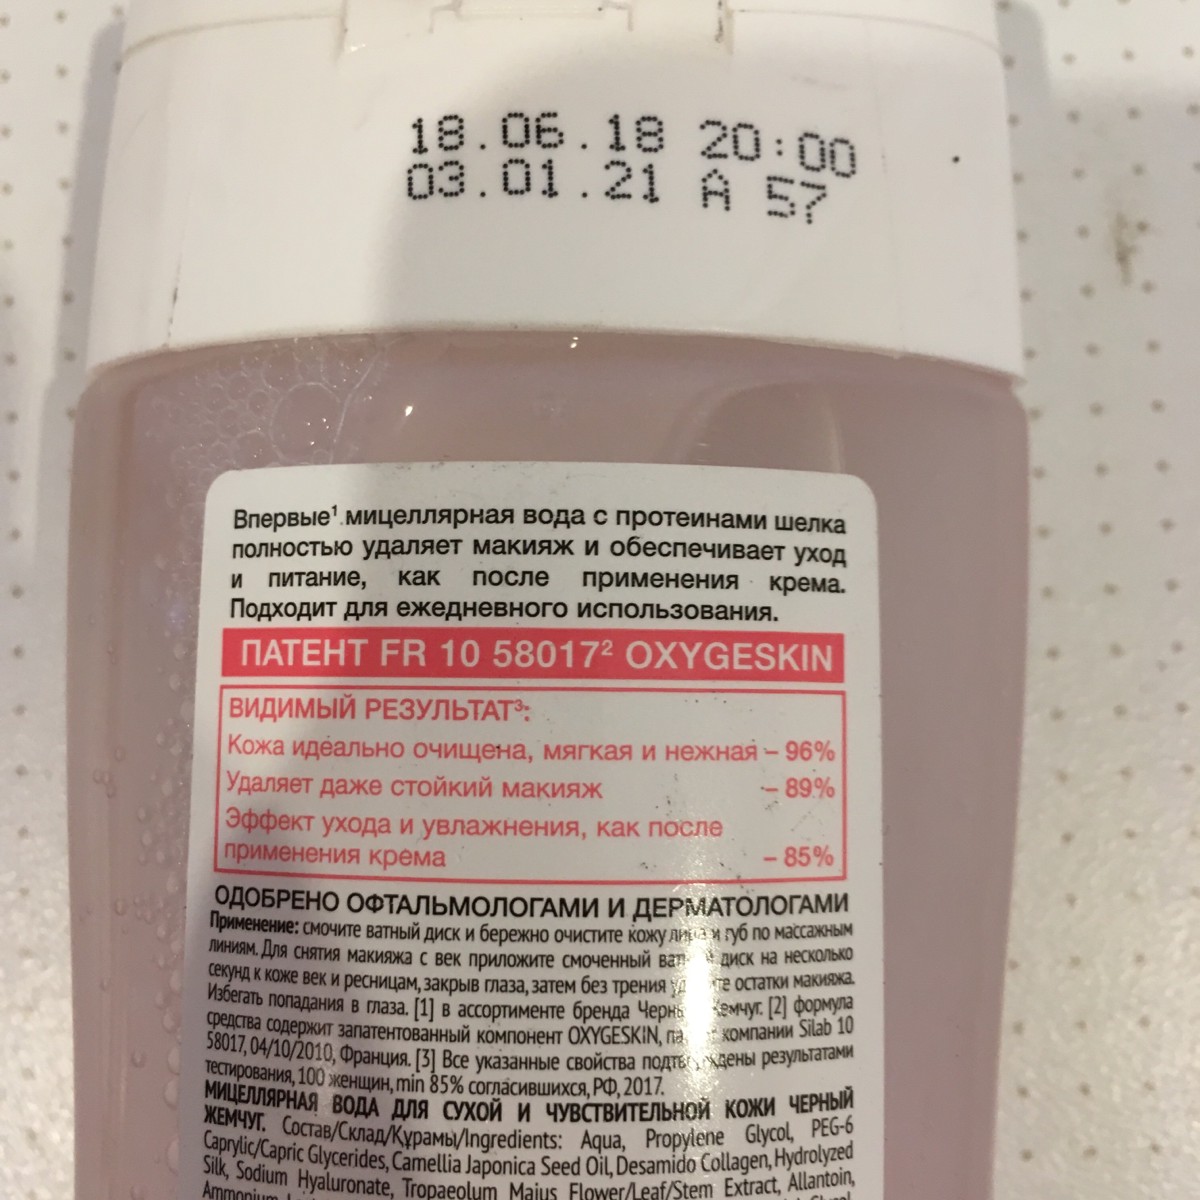 18.06.18 20:00
03.01.21 A 57
Впервые¹ мицеллярная вода с протеинами шелка
полностью удаляет макияж и обеспечивает уход
и питание, как после применения крема.
Подходит для ежедневного использования.
ПАТЕНТ FR 10 58017² OXYGESKIN
ВИДИМЫЙ РЕЗУЛЬТАТ³:
Кожа идеально очищена, мягкая и нежная – 96%
Удаляет даже стойкий макияж – 89%
Эффект ухода и увлажнения, как после
применения крема – 85%
ОДОБРЕНО ОФТАЛЬМОЛОГАМИ И ДЕРМАТОЛОГАМИ
Применение: смочите ватный диск и бережно очистите кожу лица и губ по массажным
линиям. Для снятия макияжа с век приложите смоченный диск на несколько
секунд к коже век и ресницам, закрыв глаза, затем без трения остатки макияжа.
Избегать попадания в глаза. [1] в ассортименте бренда [2] формула
средства содержит запатентованный компонент OXYGESKIN, компании Silab 10
58017, 04/10/2010, Франция. [3] Все указанные свойства результатами
тестирования, 100 женщин, min 85% согласившихся, РФ, 2017.
МИЦЕЛЛЯРНАЯ ВОДА ДЛЯ СУХОЙ И ЧУВСТВИТЕЛЬНОЙ КОЖИ ЧЕРНЫЙ
ЖЕМЧУГ. Состав/Склад/Құрамы/Ingredients: Aqua, Propylene Glycol, PEG-6
Caprylic/Capric Glycerides, Camellia Japonica Seed Oil, Desamido Collagen, Hydrolyzed
Silk, Sodium Hyaluronate, Tropaeolum Majus Flower/Leaf/Stem Extract, Allantoin,
Ammonium